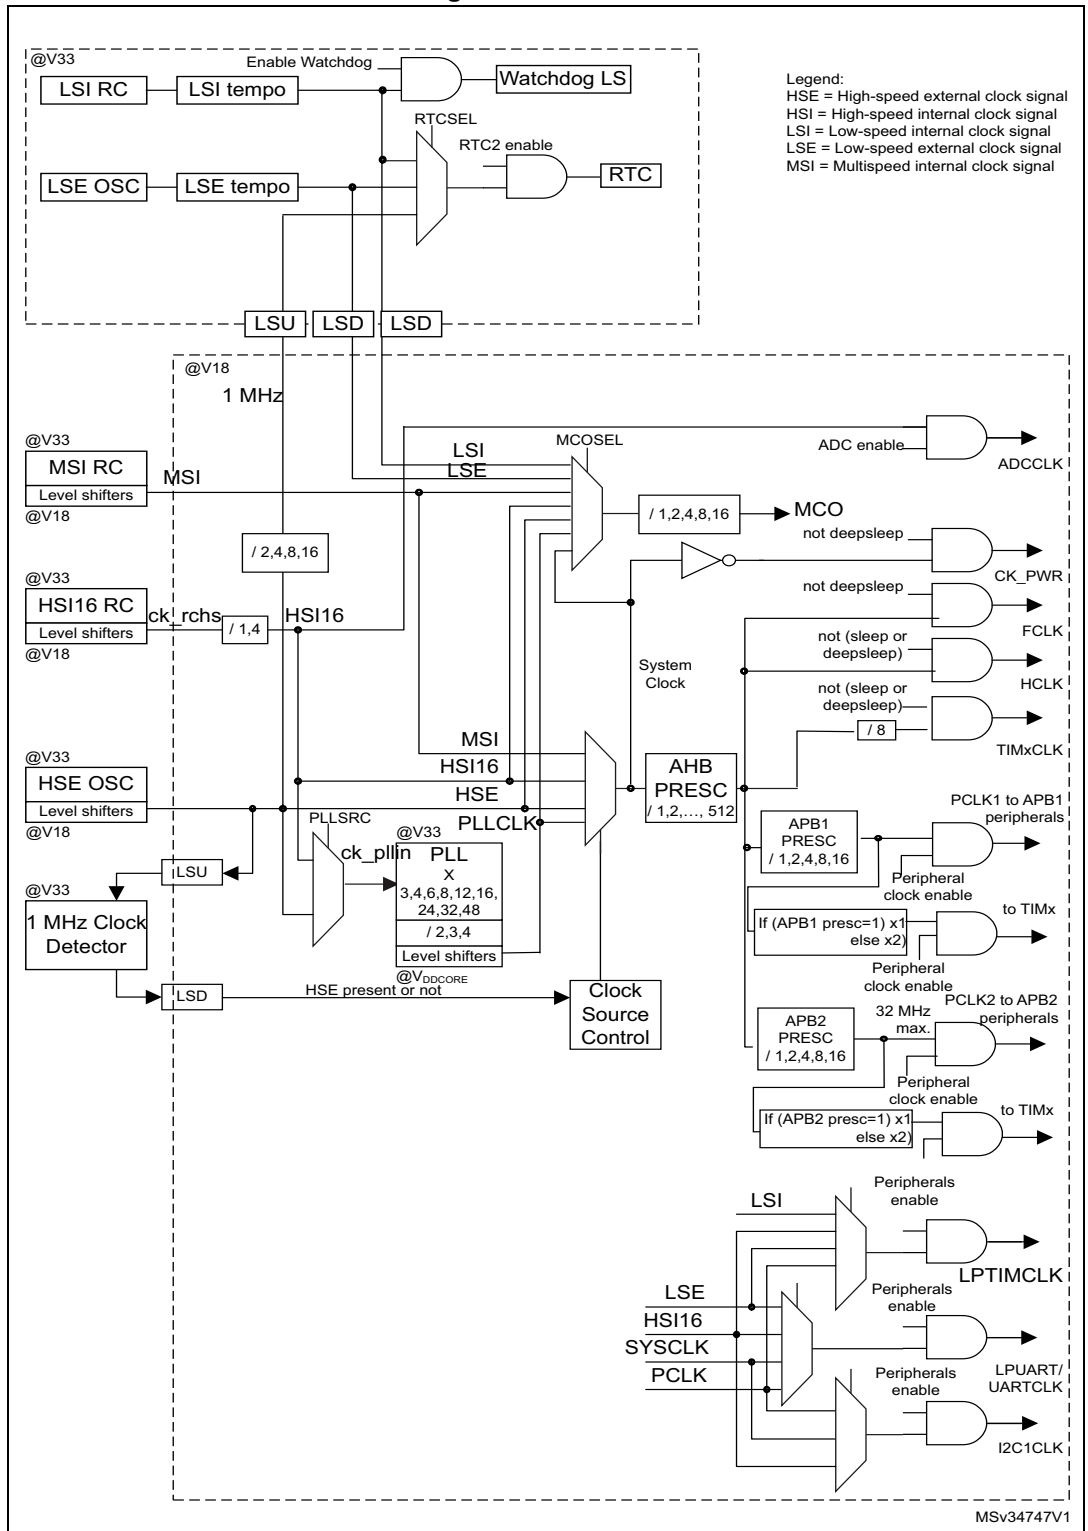 @V33
Enable Watchdog
LSI RC
LSI tempo
Watchdog LS
Legend:
HSE = High-speed external clock signal
HSI = High-speed internal clock signal
LSI = Low-speed internal clock signal
LSE = Low-speed external clock signal
MSI = Multispeed internal clock signal
RTCSEL
RTC2 enable
LSE OSC
LSE tempo
RTC
LSU
LSD
LSD
@V18
1 MHz
@V33
MSI RC
Level shifters
@V18
MSI
LSI
LSE
MCOSEL
ADC enable
ADCCLK
/ 1,2,4,8,16
MCO
not deepsleep
CK_PWR
/ 2,4,8,16
@V33
HSI16 RC
Level shifters
@V18
ck_rchs
/ 1,4
HSI16
not deepsleep
FCLK
System
Clock
not (sleep or
deepsleep)
HCLK
not (sleep or
deepsleep)
/ 8
TIMxCLK
MSI
HSI16
HSE
PLLCLK
@V33
HSE OSC
Level shifters
@V18
AHB
PRESC
/ 1,2,..., 512
PCLK1 to APB1
peripherals
APB1
PRESC
/ 1,2,4,8,16
Peripheral
clock enable
PLLSRC
ck_pllin
@V33
PLL
X
3,4,6,8,12,16,
24,32,48
/ 2,3,4
Level shifters
@VDDCORE
LSU
@V33
1 MHz Clock
Detector
LSD
HSE present or not
Clock
Source
Control
If (APB1 presc=1) x1
else x2)
to TIMx
Peripheral
clock enable
32 MHz
max.
PCLK2 to APB2
peripherals
APB2
PRESC
/ 1,2,4,8,16
Peripheral
clock enable
If (APB2 presc=1) x1
else x2)
to TIMx
LSI
Peripherals
enable
LPTIMCLK
LSE
HSI16
SYSCLK
PCLK
Peripherals
enable
LPUART/
UARTCLK
Peripherals
enable
I2C1CLK
MSv34747V1